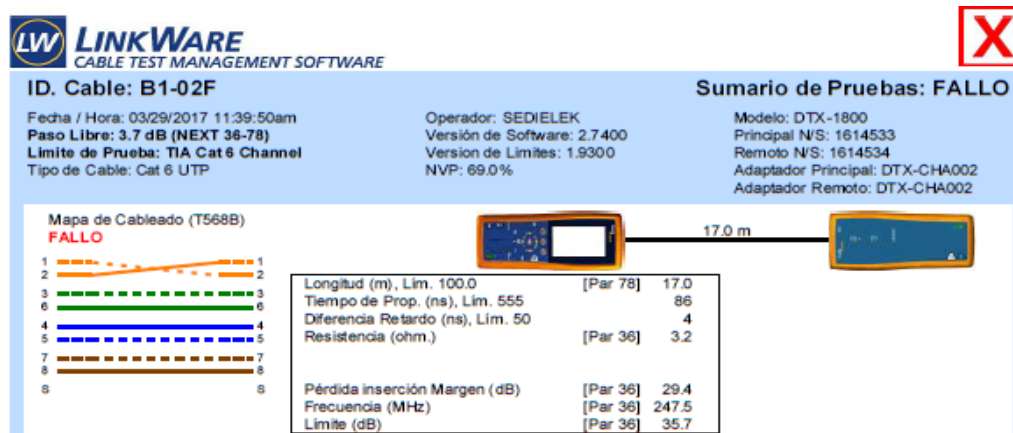 LW LINKWARE
CABLE TEST MANAGEMENT SOFTWARE
X
ID. Cable: B1-02F
Sumario de Pruebas: FALLO
Fecha / Hora: 03/29/2017 11:39:50am
Paso Libre: 3.7 dB (NEXT 36-78)
Limite de Prueba: TIA Cat 6 Channel
Tipo de Cable: Cat 6 UTP
Operador: SEDIELEK
Versión de Software: 2.7400
Version de Limites: 1.9300
NVP: 69.0%
Modelo: DTX-1800
Principal N/S: 1614533
Remoto N/S: 1614534
Adaptador Principal: DTX-CHA002
Adaptador Remoto: DTX-CHA002
Mapa de Cableado (T568B)
FALLO
1 1
2 2
3 3
6 6
4 4
5 5
7 7
8 8
S S
17.0 m
Longitud (m), Lim. 100.0 [Par 78] 17.0
Tiempo de Prop. (ns), Lim. 555 86
Diferencia Retardo (ns), Lim. 50 4
Resistencia (ohm.) [Par 36] 3.2
Pérdida inserción Margen (dB) [Par 36] 29.4
Frecuencia (MHz) [Par 36] 247.5
Límite (dB) [Par 36] 35.7